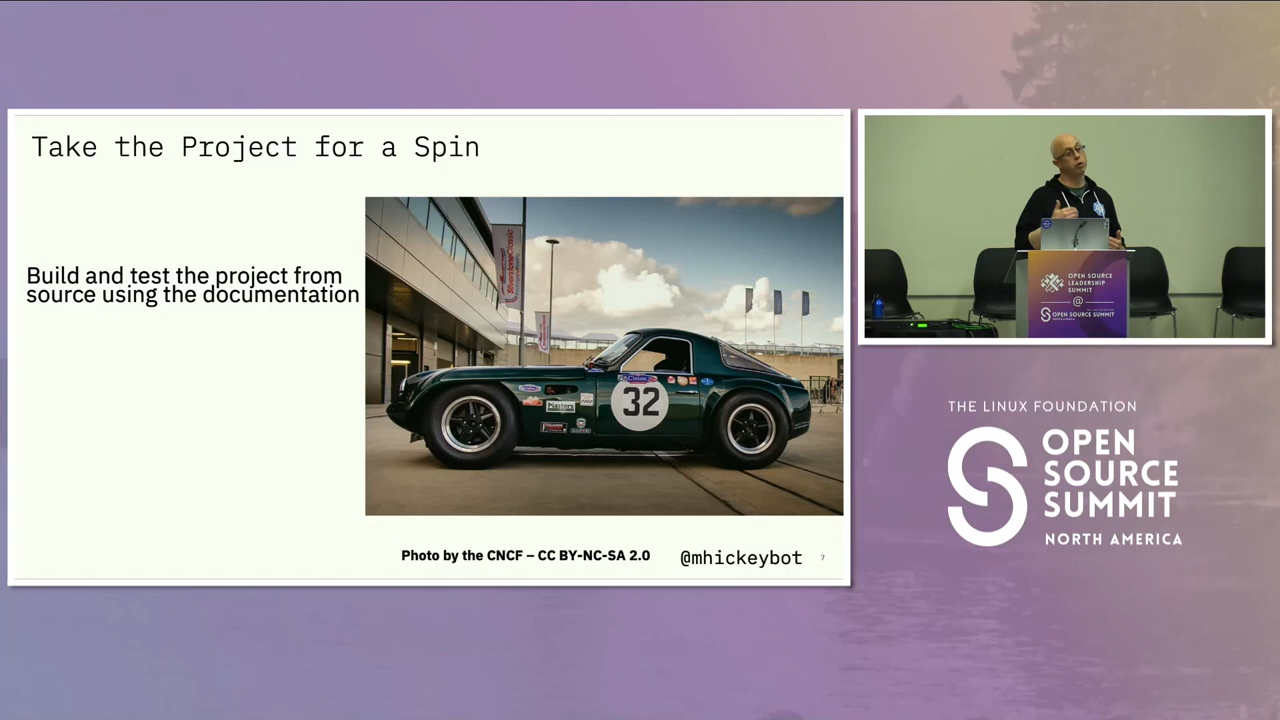 Take the Project for a Spin
Build and test the project from
source using the documentation
SilverstoneClassic
32
Photo by the CNCF – CC BY-NC-SA 2.0
@mhickeybot
7
OPEN SOURCE
LEADERSHIP
SUMMIT
@
OPEN SOURCE SUMMIT
THE LINUX FOUNDATION
OPEN
SOURCE
SUMMIT
NORTH AMERICA